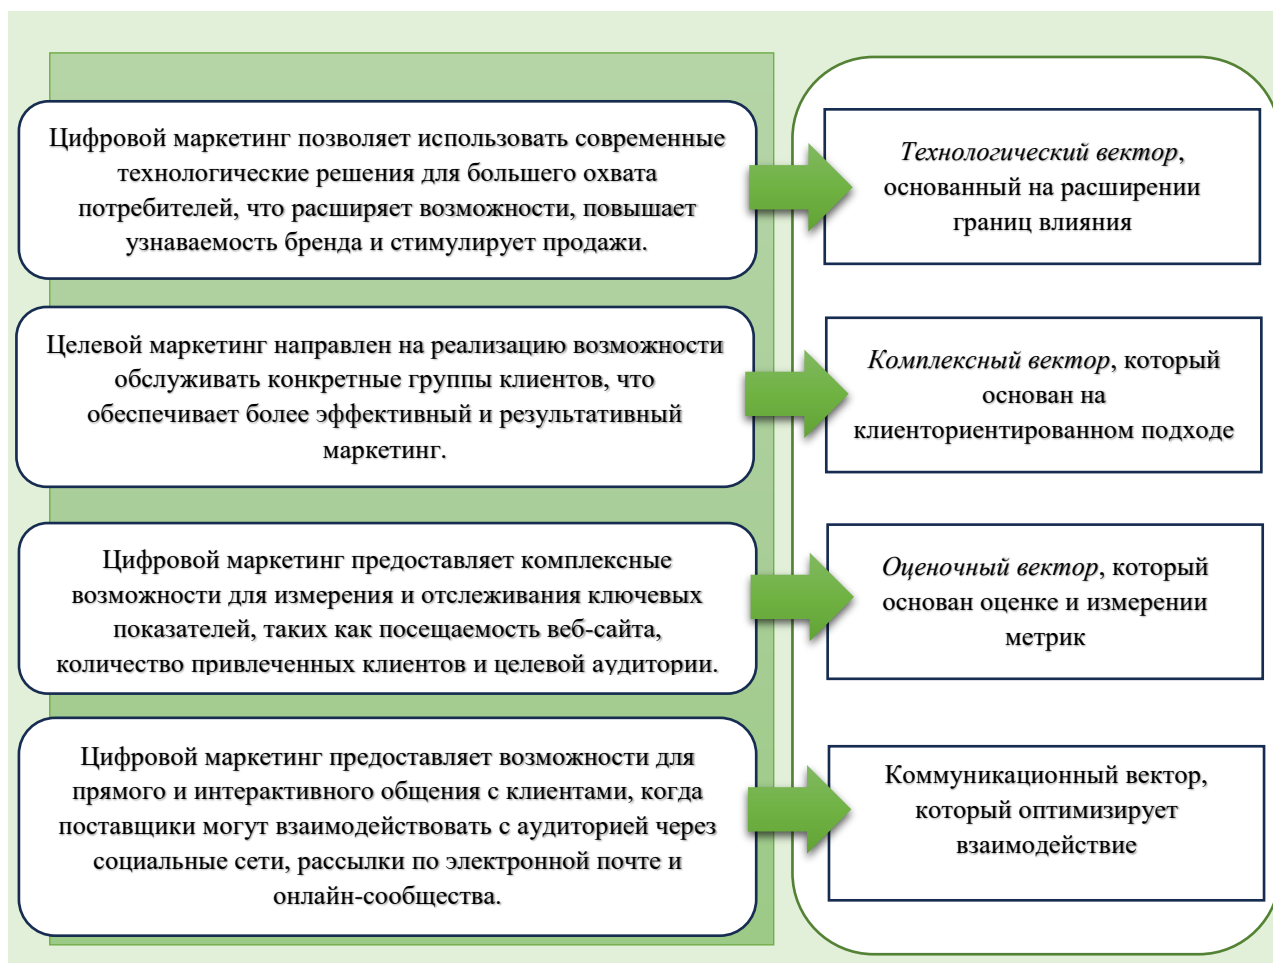 Цифровой маркетинг позволяет использовать современные
технологические решения для большего охвата
потребителей, что расширяет возможности, повышает
узнаваемость бренда и стимулирует продажи.
Технологический вектор,
основанный на расширении
границ влияния
Целевой маркетинг направлен на реализацию возможности
обслуживать конкретные группы клиентов, что
обеспечивает более эффективный и результативный
маркетинг.
Комплексный вектор, который
основан на
клиенториентированном подходе
Цифровой маркетинг предоставляет комплексные
возможности для измерения и отслеживания ключевых
показателей, таких как посещаемость веб-сайта,
количество привлеченных клиентов и целевой аудитории.
Оценочный вектор, который
основан оценке и измерении
метрик
Цифровой маркетинг предоставляет возможности для
прямого и интерактивного общения с клиентами, когда
поставщики могут взаимодействовать с аудиторией через
социальные сети, рассылки по электронной почте и
онлайн-сообщества.
Коммуникационный вектор,
который оптимизирует
взаимодействие